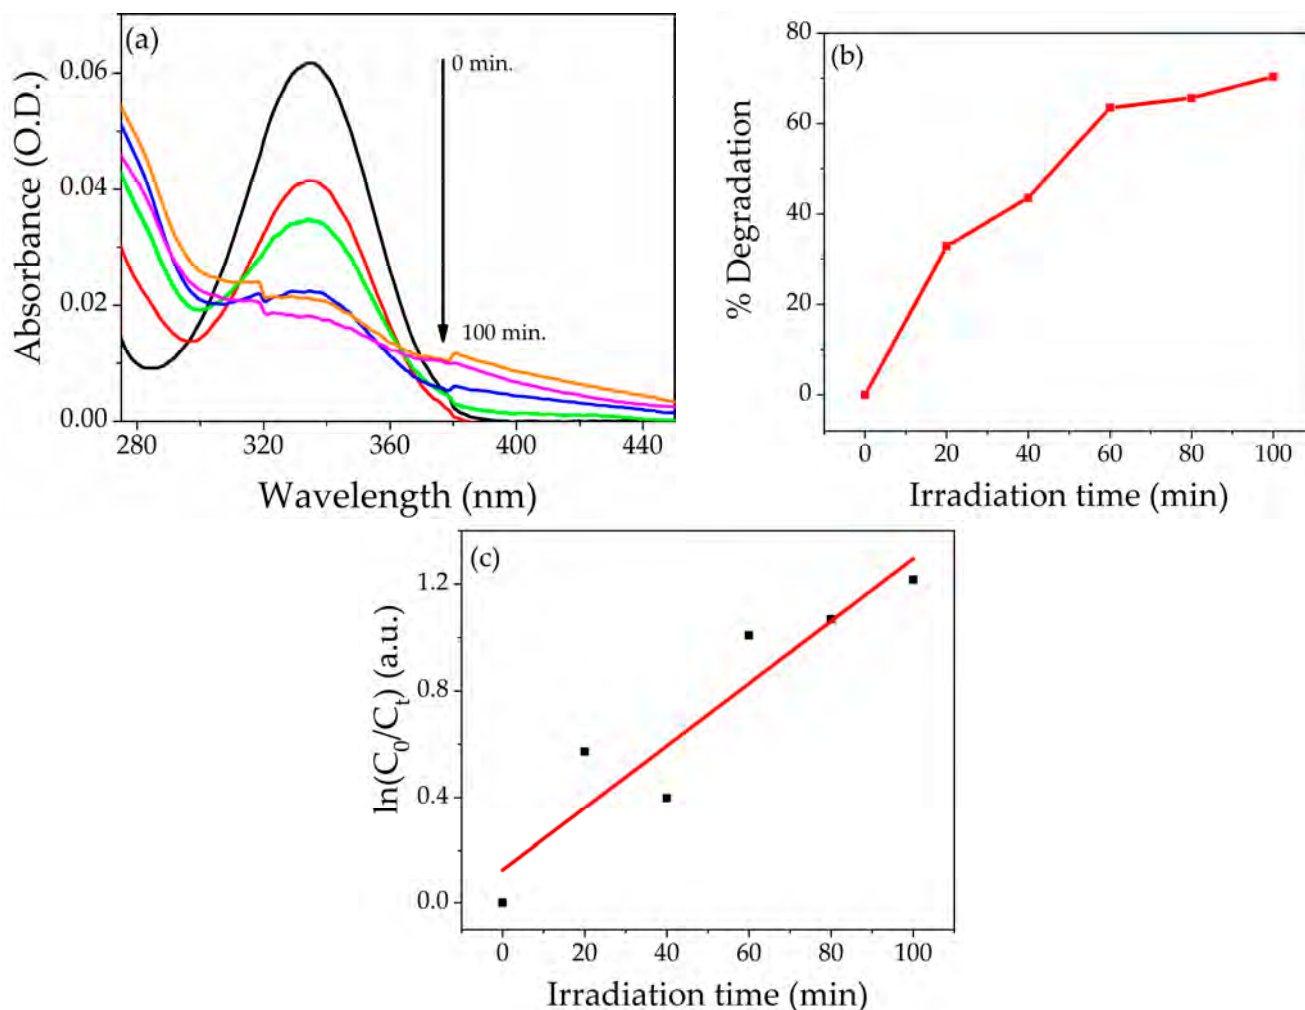 (a)
0 min.
100 min.
Absorbance (O.D.)
0.06
0.04
0.02
0.00
280 320 360 400 440
Wavelength (nm)
(b)
% Degradation
80
60
40
20
0
0 20 40 60 80 100
Irradiation time (min)
(c)
ln(C₀/Cₜ) (a.u.)
1.2
0.8
0.4
0.0
0 20 40 60 80 100
Irradiation time (min)